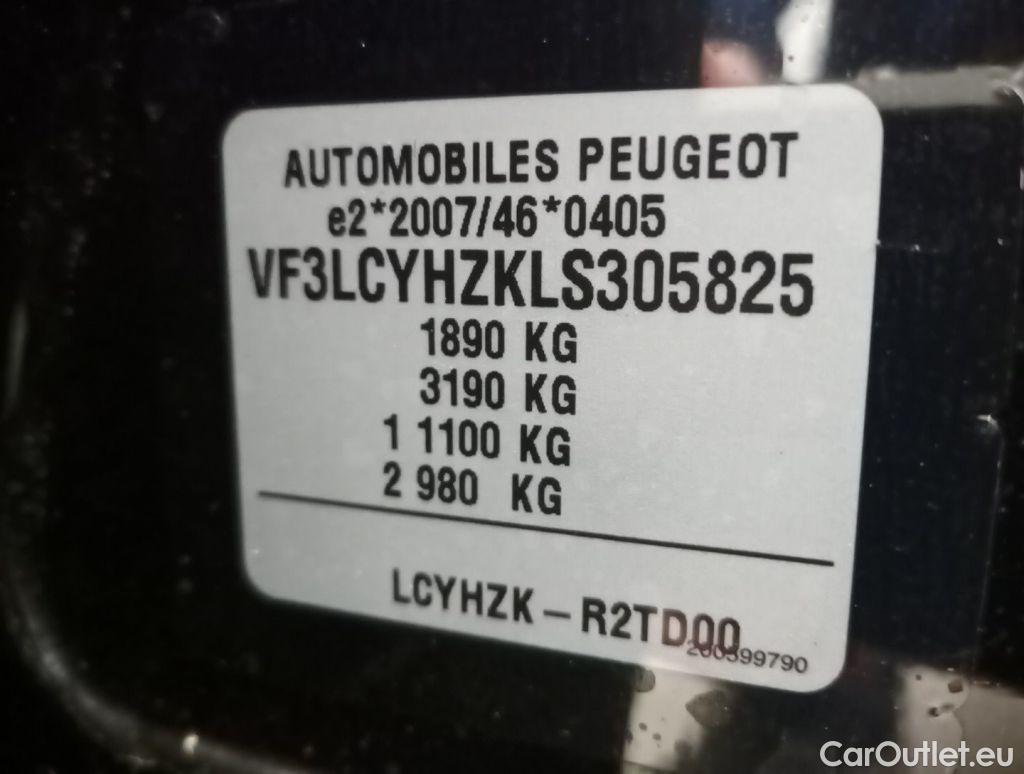 AUTOMOBILES PEUGEOT
e2*2007/46*0405
VF3LCYHZKLS305825
1890 KG
3190 KG
1 1100 KG
2 980 KG
LCYHZK - R2TD00
200399790
CarOutlet.eu